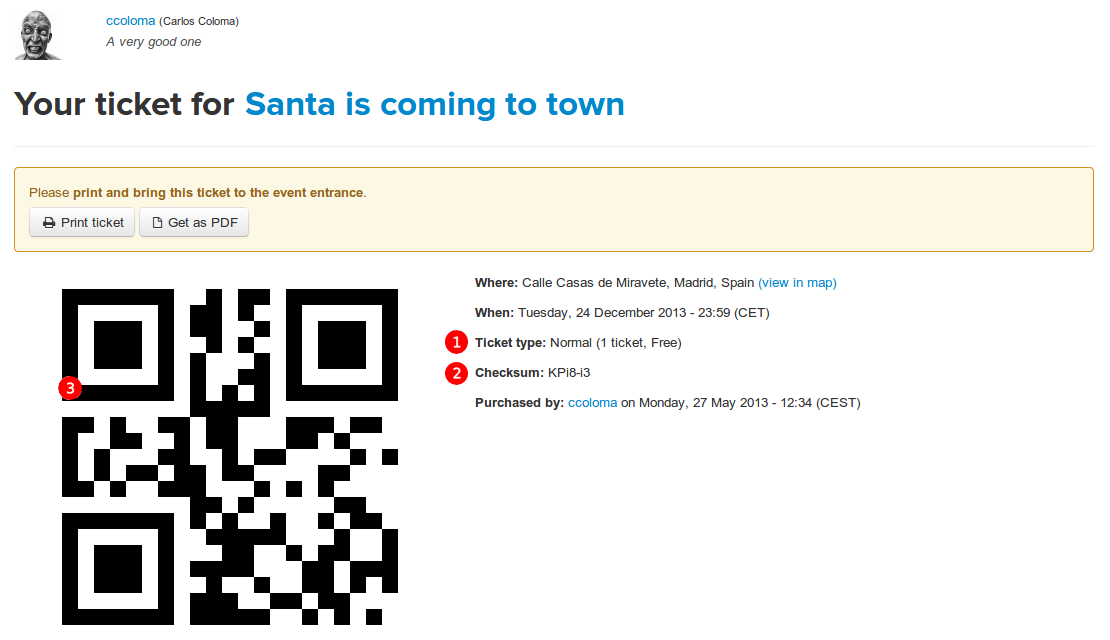 ccoloma (Carlos Coloma)
A very good one
Your ticket for Santa is coming to town
Please print and bring this ticket to the event entrance.
Print ticket Get as PDF
Where: Calle Casas de Miravete, Madrid, Spain (view in map)
When: Tuesday, 24 December 2013 - 23:59 (CET)
1 Ticket type: Normal (1 ticket, Free)
2 Checksum: KPi8-i3
3
Purchased by: ccoloma on Monday, 27 May 2013 - 12:34 (CEST)